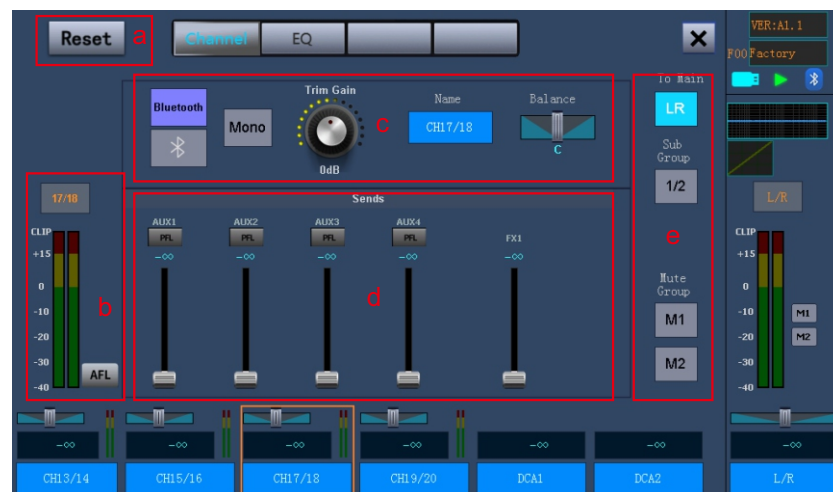 Reset
a
Channel
EQ
VER:A1.1
F00Factory
Bluetooth
Mono
Trim Gain
0dB
c
Name
CH17/18
Balance
C
To Main
LR
Sub
Group
1/2
e
Mute
Group
M1
M2
17/18
CLIP
+15
0
-10
-20
-30
-40
b
AFL
Sends
AUX1
PFL
-∞
AUX2
PFL
-∞
AUX3
PFL
-∞
AUX4
PFL
-∞
FX1
-∞
d
L/R
CLIP
+15
0
-10
-20
-30
-40
M1
M2
-∞
-∞
-∞
-∞
-∞
-∞
-∞
CH13/14
CH15/16
CH17/18
CH19/20
DCA1
DCA2
L/R